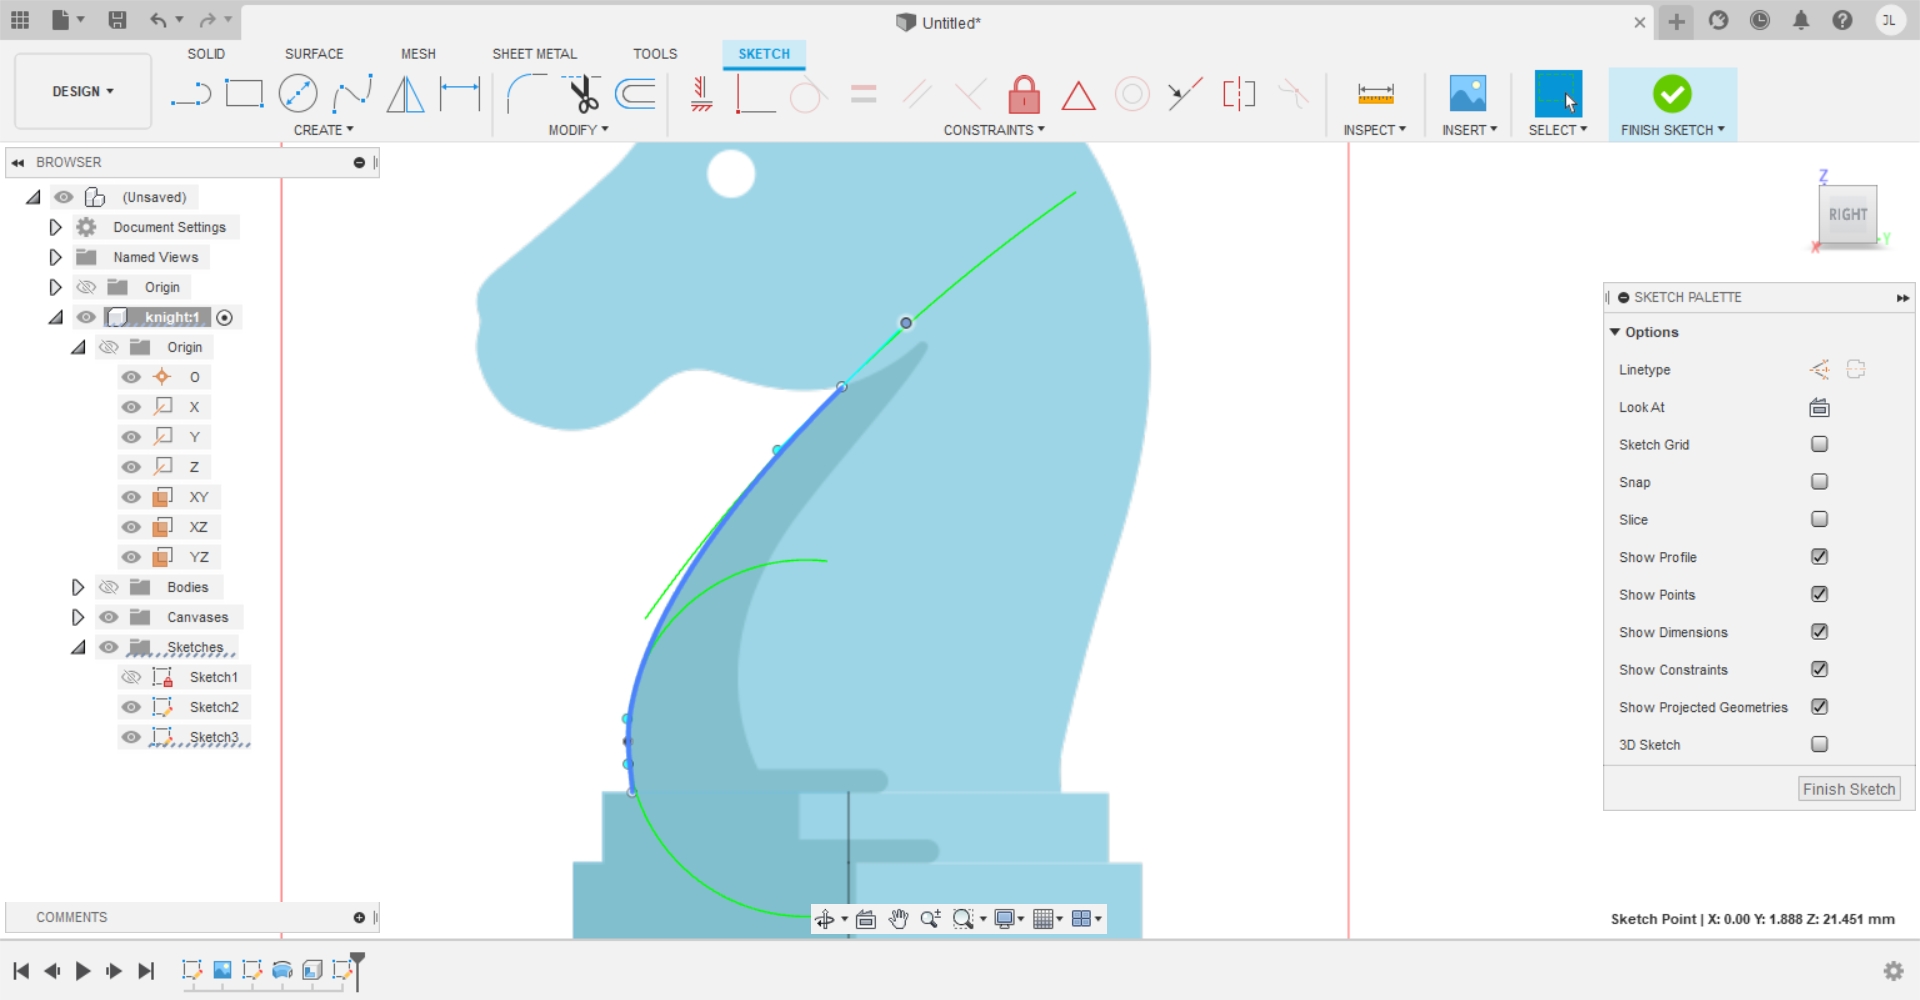 Untitled*
JL
SOLID SURFACE MESH SHEET METAL TOOLS SKETCH
DESIGN
CREATE MODIFY CONSTRAINTS INSPECT INSERT SELECT FINISH SKETCH
BROWSER
(Unsaved)
Document Settings
Named Views
Origin
knight:1
Origin
O
X
Y
Z
XY
XZ
YZ
Bodies
Canvases
Sketches
Sketch1
Sketch2
Sketch3
COMMENTS
Z
RIGHT
X
Y
SKETCH PALETTE
Options
Linetype
Look At
Sketch Grid
Snap
Slice
Show Profile
Show Points
Show Dimensions
Show Constraints
Show Projected Geometries
3D Sketch
Finish Sketch
Sketch Point | X: 0.00 Y: 1.888 Z: 21.451 mm